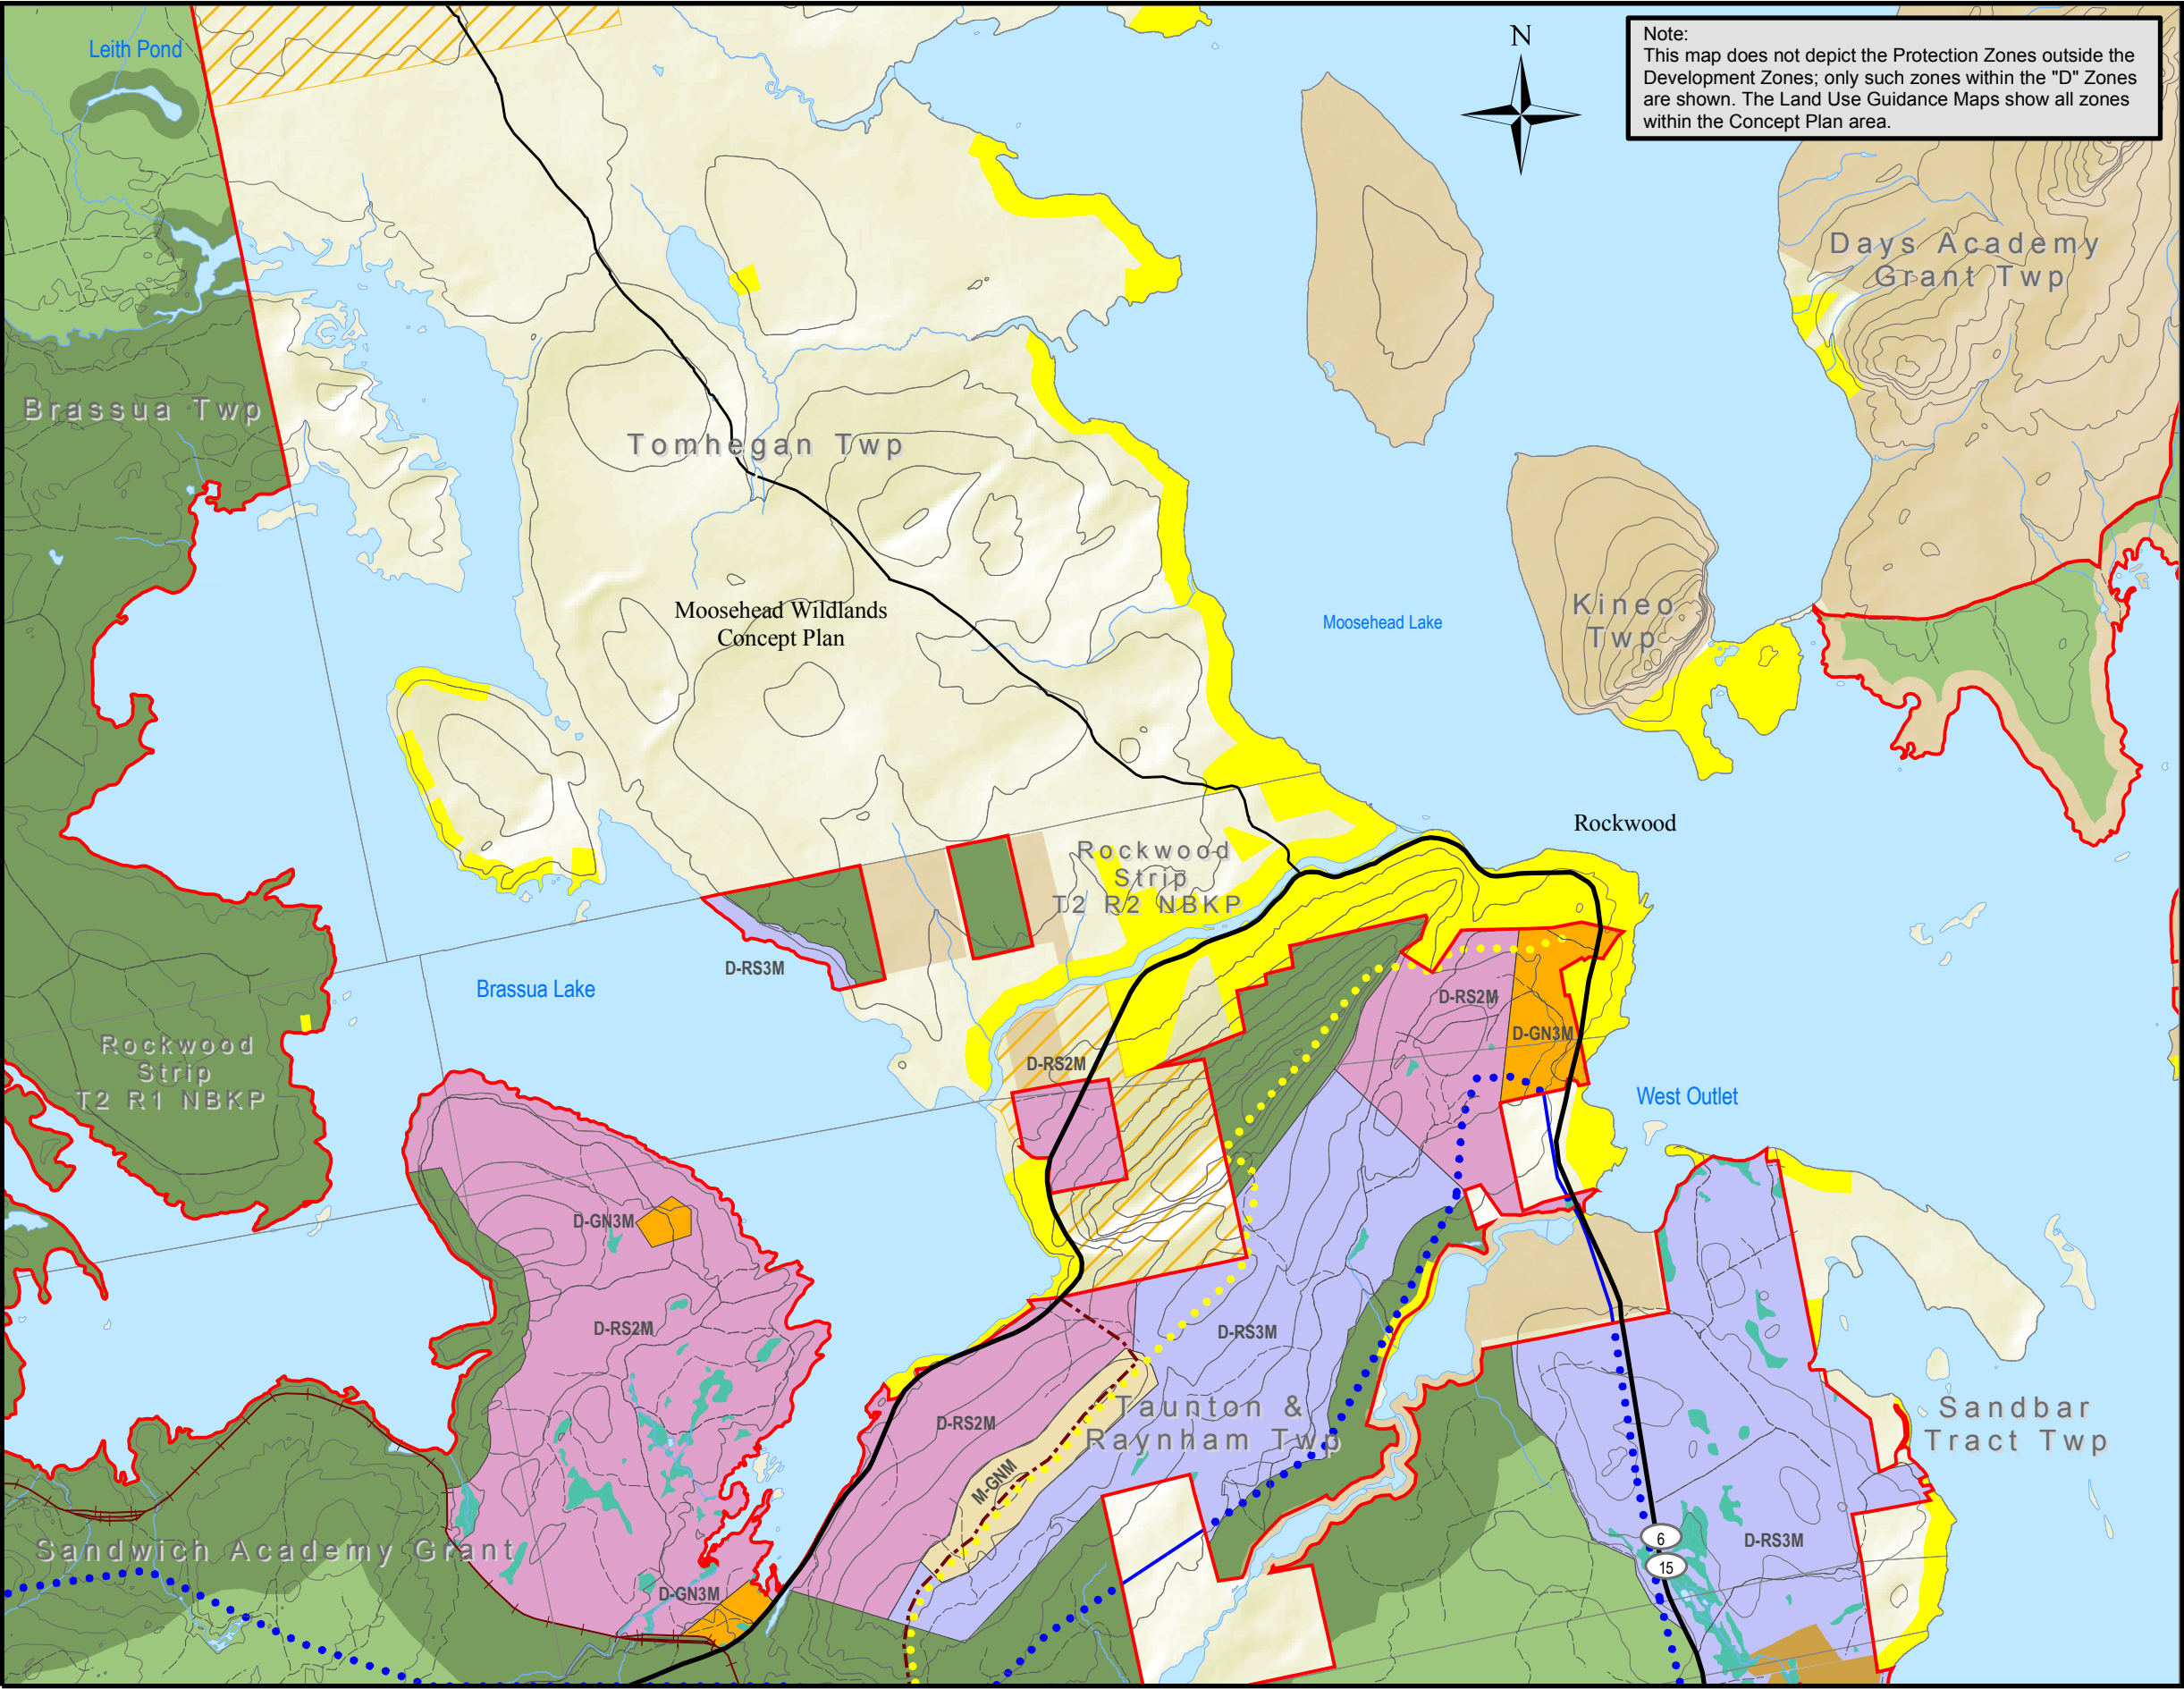 Leith Pond
N
Note:
This map does not depict the Protection Zones outside the
Development Zones; only such zones within the "D" Zones
are shown. The Land Use Guidance Maps show all zones
within the Concept Plan area.
Days Academy
Grant Twp
Brassua Twp
Tomhegan Twp
Moosehead Wildlands
Concept Plan
Moosehead Lake
Kineo
Twp
Rockwood
Rockwood
Strip
T2 R2 NBKP
D-RS3M
Brassua Lake
D-RS2M
D-GN3M
Rockwood
Strip
T2 R1 NBKP
D-RS2M
West Outlet
D-GN3M
D-RS2M
D-RS3M
D-RS2M
Taunton &
Raynham Twp
Sandbar
Tract Twp
M-GNM
Sandwich Academy Grant
6
15
D-RS3M
D-GN3M